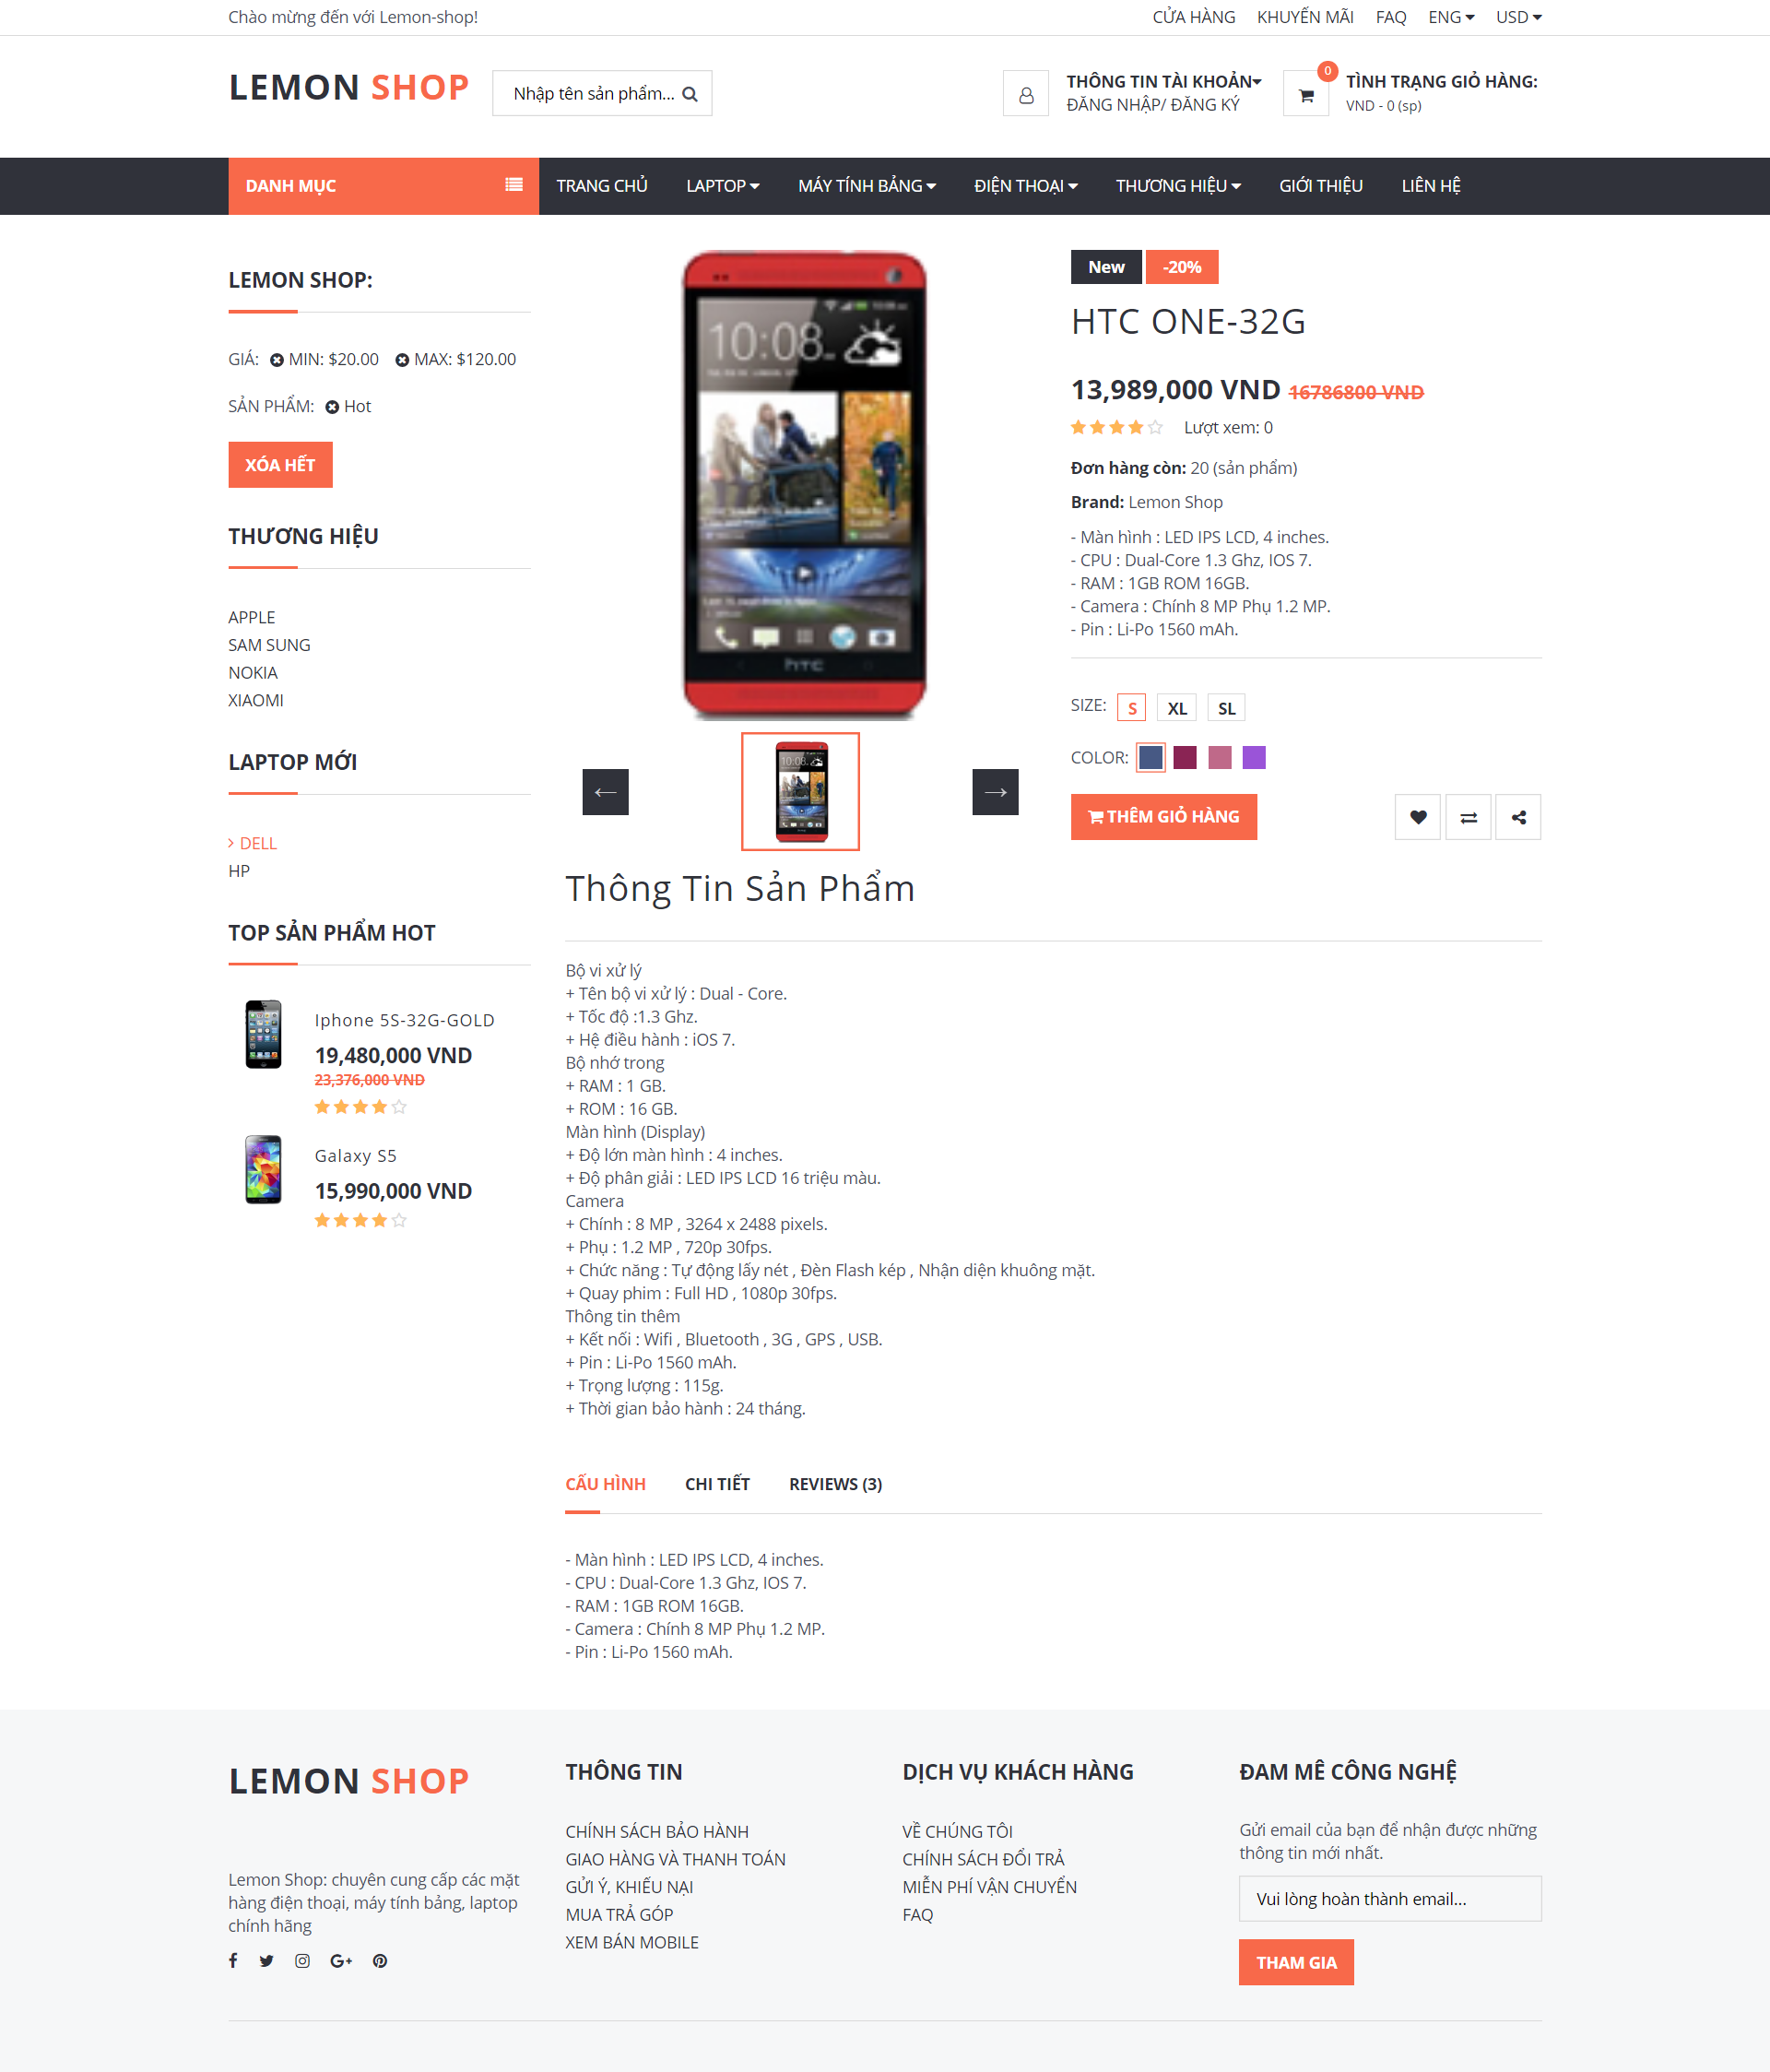 Chào mừng đến với Lemon-shop!
CỬA HÀNG KHUYẾN MÃI FAQ ENG USD
LEMON SHOP
Nhập tên sản phẩm...
THÔNG TIN TÀI KHOẢN
ĐĂNG NHẬP/ ĐĂNG KÝ
0
TÌNH TRẠNG GIỎ HÀNG:
VND - 0 (sp)
DANH MỤC
TRANG CHỦ LAPTOP MÁY TÍNH BẢNG ĐIỆN THOẠI THƯƠNG HIỆU GIỚI THIỆU LIÊN HỆ
LEMON SHOP:
GIÁ: MIN: $20.00 MAX: $120.00
SẢN PHẨM: Hot
XÓA HẾT
THƯƠNG HIỆU
APPLE
SAM SUNG
NOKIA
XIAOMI
LAPTOP MỚI
DELL
HP
TOP SẢN PHẨM HOT
Iphone 5S-32G-GOLD
19,480,000 VND
23,376,000 VND
Galaxy S5
15,990,000 VND
10:08
hTC
10:08
New -20%
HTC ONE-32G
13,989,000 VND 16786800 VND
Lượt xem: 0
Đơn hàng còn: 20 (sản phẩm)
Brand: Lemon Shop
- Màn hình : LED IPS LCD, 4 inches.
- CPU : Dual-Core 1.3 Ghz, IOS 7.
- RAM : 1GB ROM 16GB.
- Camera : Chính 8 MP Phụ 1.2 MP.
- Pin : Li-Po 1560 mAh.
SIZE: S XL SL
COLOR:
THÊM GIỎ HÀNG
Thông Tin Sản Phẩm
Bộ vi xử lý
+ Tên bộ vi xử lý : Dual - Core.
+ Tốc độ :1.3 Ghz.
+ Hệ điều hành : iOS 7.
Bộ nhớ trong
+ RAM : 1 GB.
+ ROM : 16 GB.
Màn hình (Display)
+ Độ lớn màn hình : 4 inches.
+ Độ phân giải : LED IPS LCD 16 triệu màu.
Camera
+ Chính : 8 MP , 3264 x 2488 pixels.
+ Phụ : 1.2 MP , 720p 30fps.
+ Chức năng : Tự động lấy nét , Đèn Flash kép , Nhận diện khuông mặt.
+ Quay phim : Full HD , 1080p 30fps.
Thông tin thêm
+ Kết nối : Wifi , Bluetooth , 3G , GPS , USB.
+ Pin : Li-Po 1560 mAh.
+ Trọng lượng : 115g.
+ Thời gian bảo hành : 24 tháng.
CẤU HÌNH CHI TIẾT REVIEWS (3)
- Màn hình : LED IPS LCD, 4 inches.
- CPU : Dual-Core 1.3 Ghz, IOS 7.
- RAM : 1GB ROM 16GB.
- Camera : Chính 8 MP Phụ 1.2 MP.
- Pin : Li-Po 1560 mAh.
LEMON SHOP
Lemon Shop: chuyên cung cấp các mặt
hàng điện thoại, máy tính bảng, laptop
chính hãng
THÔNG TIN
CHÍNH SÁCH BẢO HÀNH
GIAO HÀNG VÀ THANH TOÁN
GỬI Ý, KHIẾU NẠI
MUA TRẢ GÓP
XEM BÁN MOBILE
DỊCH VỤ KHÁCH HÀNG
VỀ CHÚNG TÔI
CHÍNH SÁCH ĐỔI TRẢ
MIỄN PHÍ VẬN CHUYỂN
FAQ
ĐAM MÊ CÔNG NGHỆ
Gửi email của bạn để nhận được những
thông tin mới nhất.
Vui lòng hoàn thành email...
THAM GIA